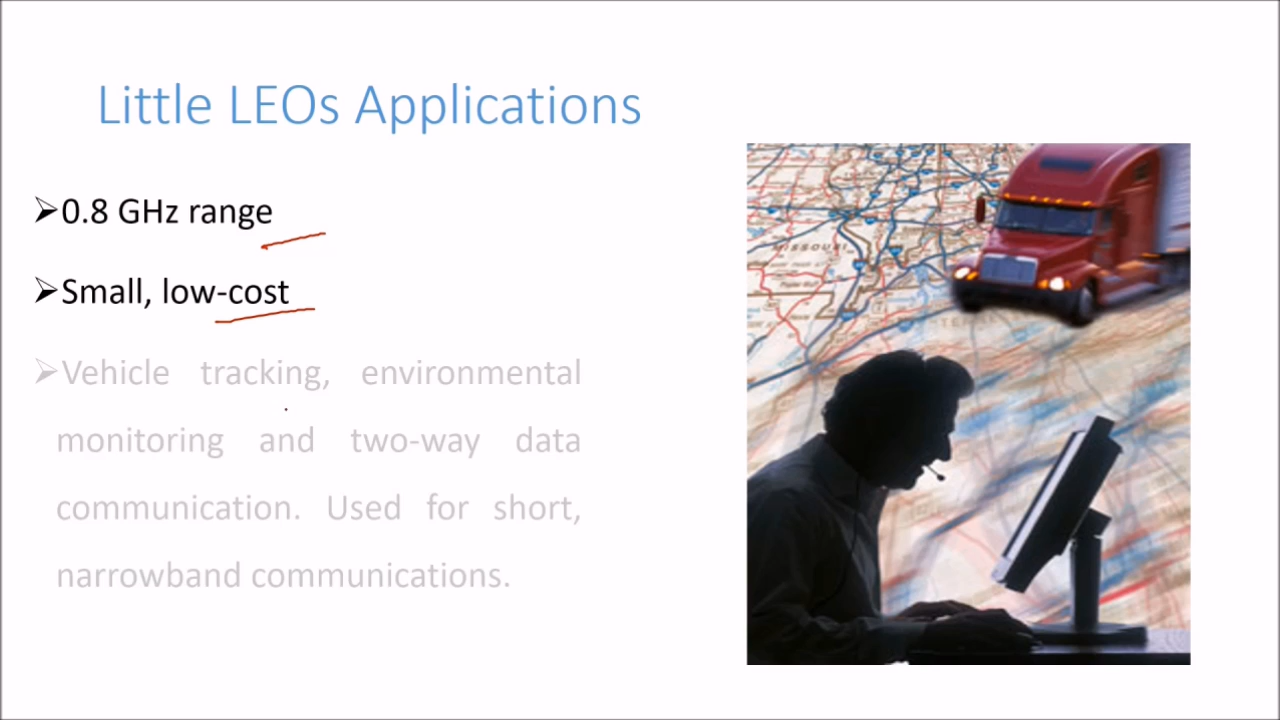 Little LEOs Applications
➢0.8 GHz range
➢Small, low-cost
➢Vehicle tracking, environmental
monitoring and two-way data
communication. Used for short,
narrowband communications.
MISSOURI